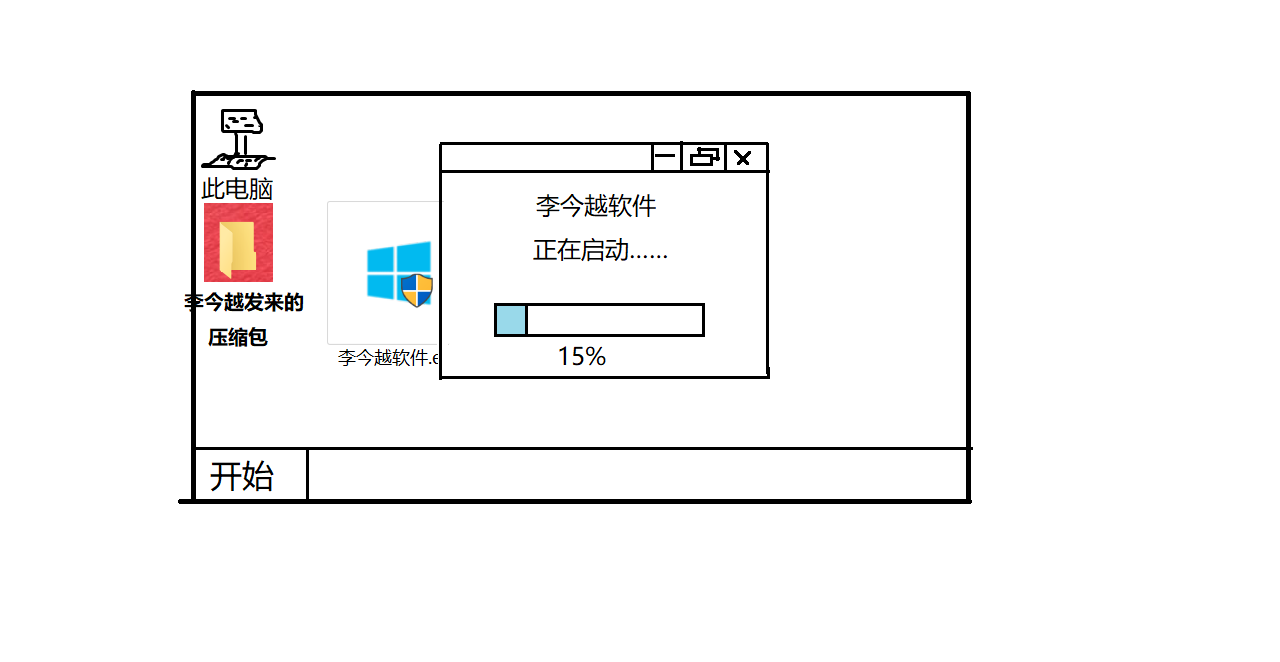 此电脑
李今越发来的
压缩包
李今越软件.e
李今越软件
正在启动......
15%
开始